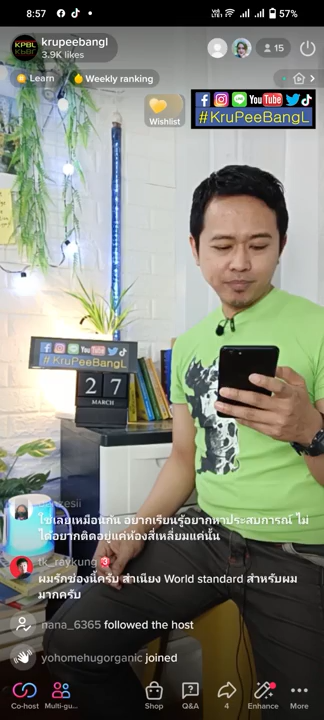 8:57
57%
KPBL
krupeebangl
3.9K likes
15
Learn
Weekly ranking
Wishlist
YouTube
#KruPeeBangL
YouTube
#KruPeeBangL
27
MARCH
ใช่เลยเหมือนกัน อยากเรียนรู้อยากหาประสบการณ์ ไม่
ได้อยากติดอยู่แค่ห้องสี่เหลี่ยมแค่นั้น
tk_raykung
ผมรักช่องนี้ครับ สำเนียง World standard สำหรับผม
มากครับ
nana_6365 followed the host
yohomehugorganic joined
Co-host
Multi-gu...
Shop
Q&A
4
Enhance
More